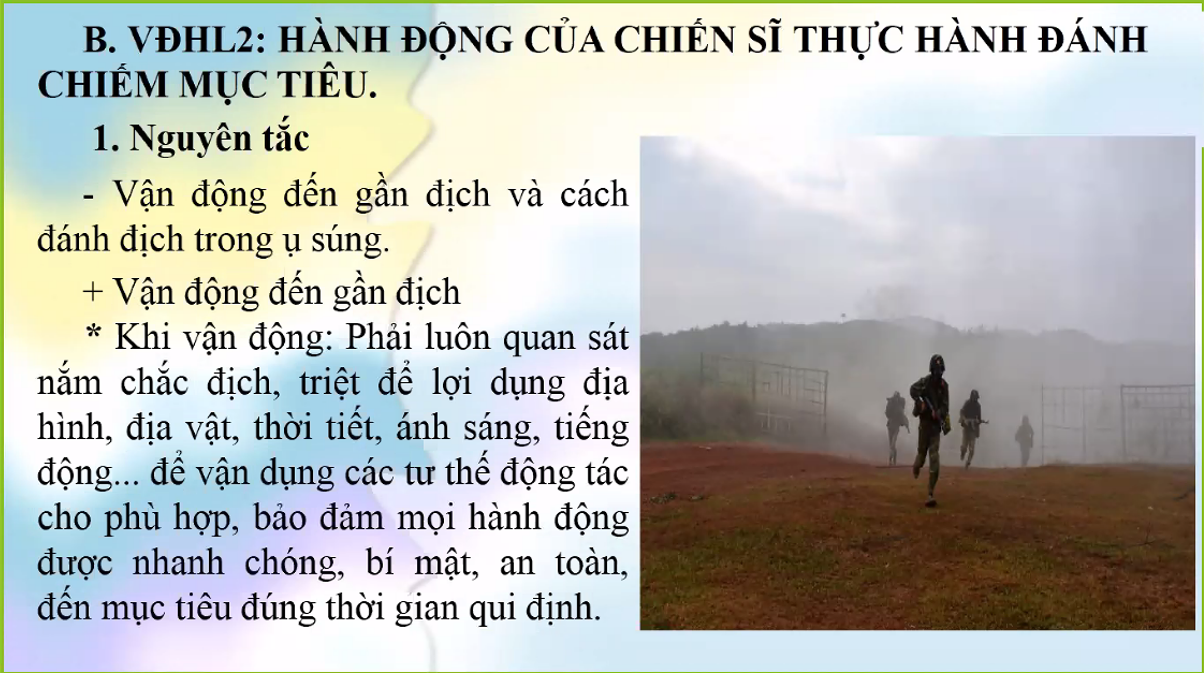 B. VĐHL2: HÀNH ĐỘNG CỦA CHIẾN SĨ THỰC HÀNH ĐÁNH
CHIẾM MỤC TIÊU.
1. Nguyên tắc
- Vận động đến gần địch và cách
đánh địch trong ụ súng.
+ Vận động đến gần địch
* Khi vận động: Phải luôn quan sát
nắm chắc địch, triệt để lợi dụng địa
hình, địa vật, thời tiết, ánh sáng, tiếng
động... để vận dụng các tư thế động tác
cho phù hợp, bảo đảm mọi hành động
được nhanh chóng, bí mật, an toàn,
đến mục tiêu đúng thời gian qui định.